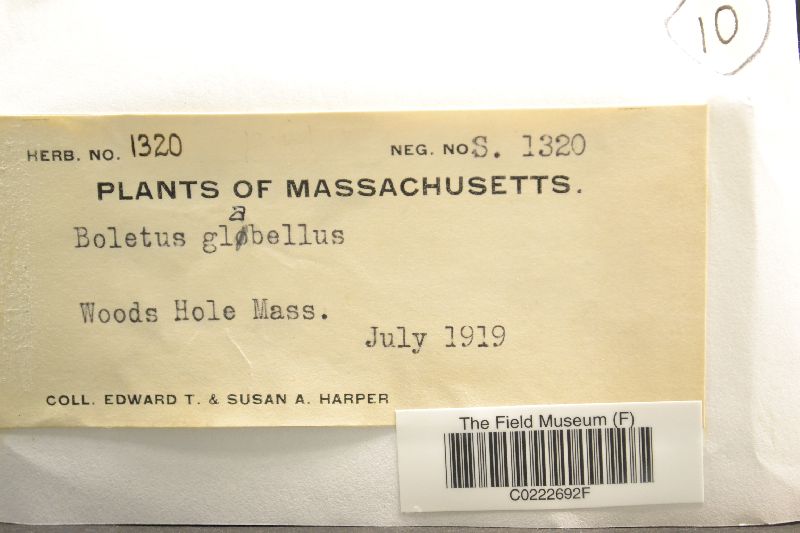 10
HERB. NO. 1320 NEG. NO. S. 1320
PLANTS OF MASSACHUSETTS.
a
Boletus globellus
Woods Hole Mass.
July 1919
COLL. EDWARD T. & SUSAN A. HARPER
The Field Museum (F)
C0222692F